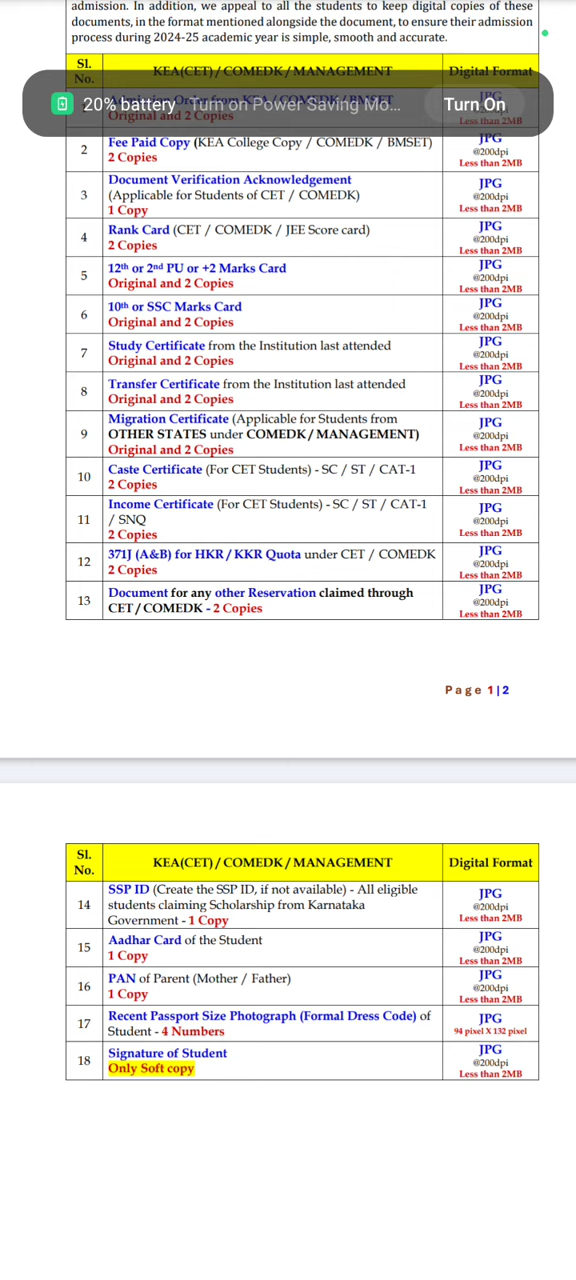 admission. In addition, we appeal to all the students to keep digital copies of these
documents, in the format mentioned alongside the document, to ensure their admission
process during 2024-25 academic year is simple, smooth and accurate.
Sl. No. KEA(CET) / COMEDK / MANAGEMENT Digital Format
20% battery Turn on Power Saving Mo... Turn On
Admission Order from KEA / COMEDK / BMSET JPG
Original and 2 Copies Less than 2MB
2 Fee Paid Copy (KEA College Copy / COMEDK / BMSET) JPG
2 Copies @200dpi
Less than 2MB
3 Document Verification Acknowledgement JPG
(Applicable for Students of CET / COMEDK) @200dpi
1 Copy Less than 2MB
4 Rank Card (CET / COMEDK / JEE Score card) JPG
2 Copies @200dpi
Less than 2MB
5 12th or 2nd PU or +2 Marks Card JPG
Original and 2 Copies @200dpi
Less than 2MB
6 10th or SSC Marks Card JPG
Original and 2 Copies @200dpi
Less than 2MB
7 Study Certificate from the Institution last attended JPG
Original and 2 Copies @200dpi
Less than 2MB
8 Transfer Certificate from the Institution last attended JPG
Original and 2 Copies @200dpi
Less than 2MB
9 Migration Certificate (Applicable for Students from JPG
OTHER STATES under COMEDK / MANAGEMENT) @200dpi
Original and 2 Copies Less than 2MB
10 Caste Certificate (For CET Students) - SC / ST / CAT-1 JPG
2 Copies @200dpi
Less than 2MB
11 Income Certificate (For CET Students) - SC / ST / CAT-1 JPG
/ SNQ @200dpi
2 Copies Less than 2MB
12 371J (A&B) for HKR / KKR Quota under CET / COMEDK JPG
2 Copies @200dpi
Less than 2MB
13 Document for any other Reservation claimed through JPG
CET / COMEDK - 2 Copies @200dpi
Less than 2MB
Page 1|2
Sl. No. KEA(CET) / COMEDK / MANAGEMENT Digital Format
14 SSP ID (Create the SSP ID, if not available) - All eligible JPG
students claiming Scholarship from Karnataka @200dpi
Government - 1 Copy Less than 2MB
15 Aadhar Card of the Student JPG
1 Copy @200dpi
Less than 2MB
16 PAN of Parent (Mother / Father) JPG
1 Copy @200dpi
Less than 2MB
17 Recent Passport Size Photograph (Formal Dress Code) of JPG
Student - 4 Numbers 94 pixel X 132 pixel
18 Signature of Student JPG
Only Soft copy @200dpi
Less than 2MB